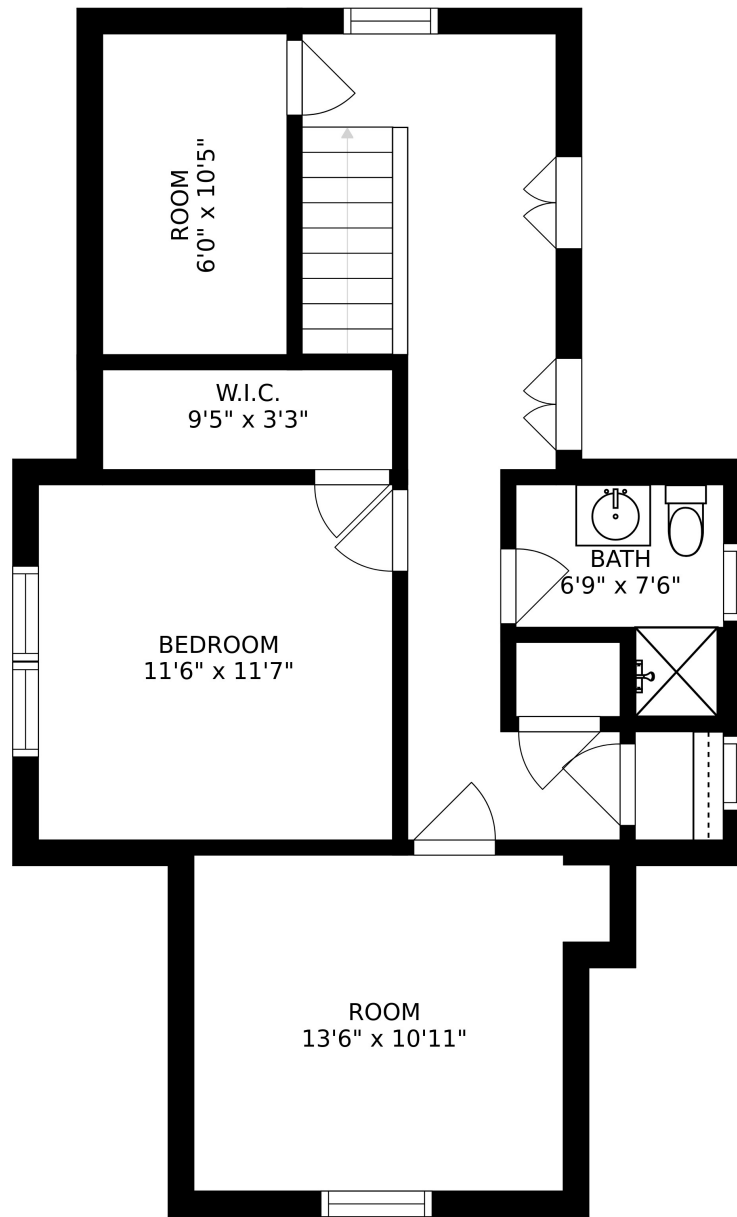 ROOM
6'0" x 10'5"
W.I.C.
9'5" x 3'3"
BATH
6'9" x 7'6"
BEDROOM
11'6" x 11'7"
ROOM
13'6" x 10'11"